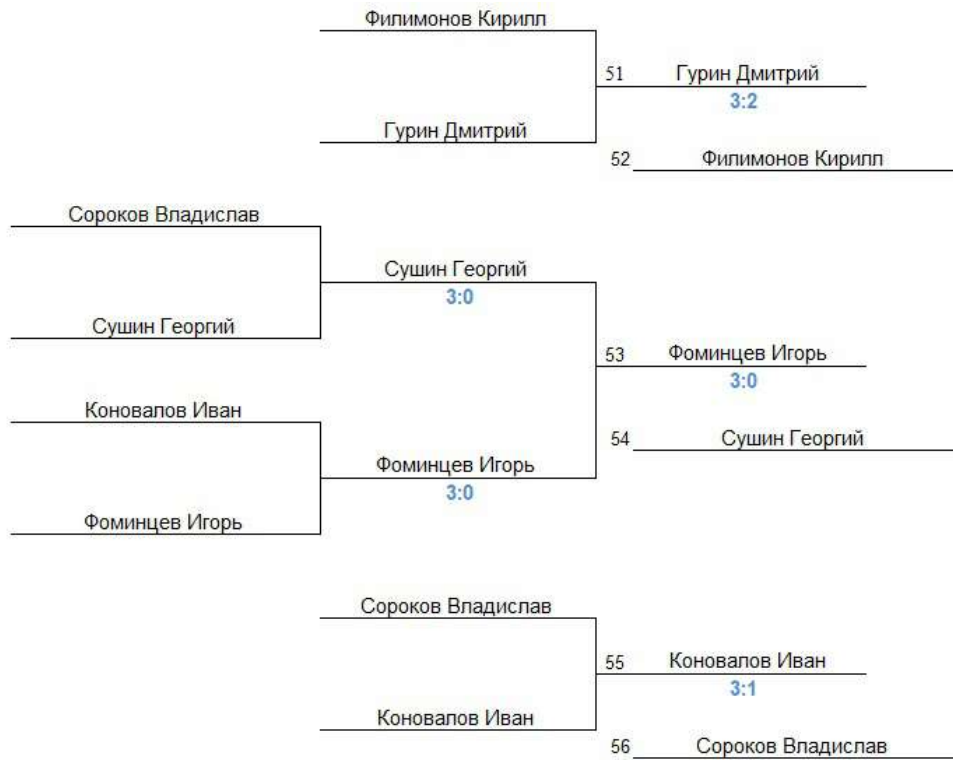 Филимонов Кирилл
51 Гурин Дмитрий
3:2
Гурин Дмитрий
52 Филимонов Кирилл
Сороков Владислав
Сушин Георгий
3:0
Сушин Георгий
53 Фоминцев Игорь
3:0
Коновалов Иван
54 Сушин Георгий
Фоминцев Игорь
3:0
Фоминцев Игорь
Сороков Владислав
55 Коновалов Иван
3:1
Коновалов Иван
56 Сороков Владислав